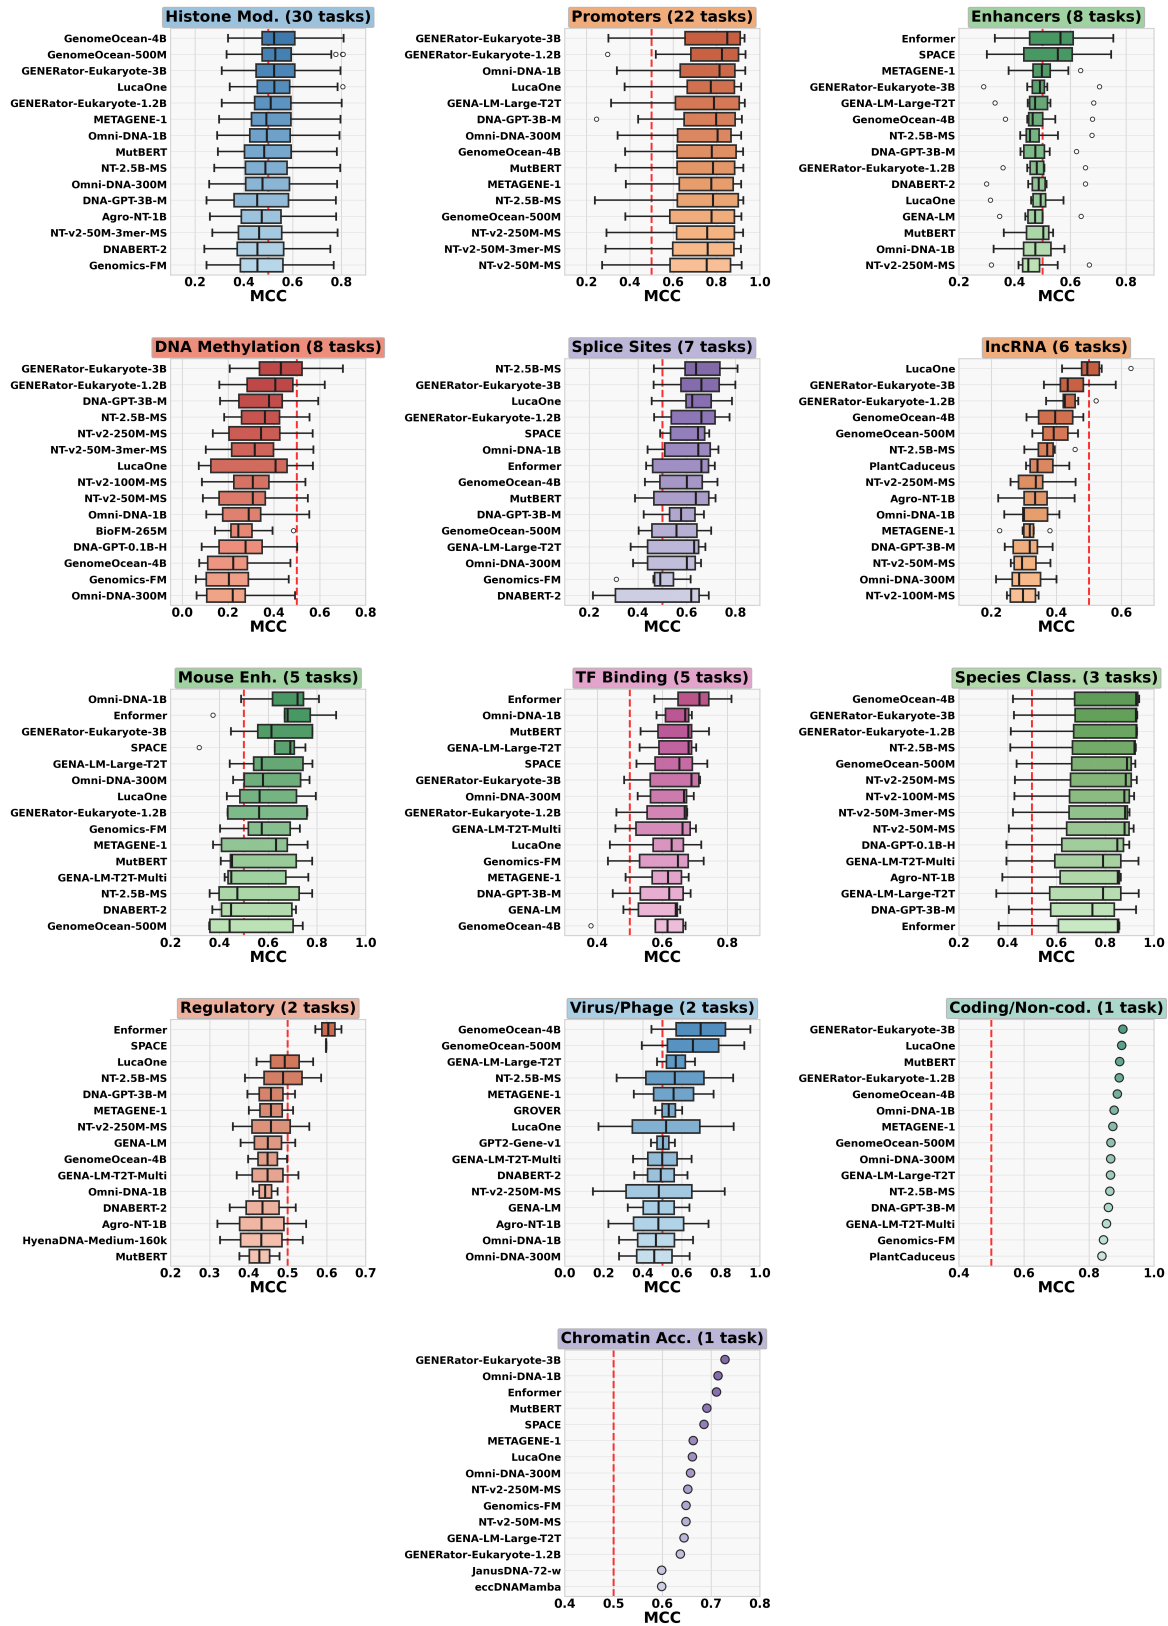 Histone Mod. (30 tasks)
GenomeOcean-4B
GenomeOcean-500M
GENERator-Eukaryote-3B
LucaOne
GENERator-Eukaryote-1.2B
METAGENE-1
Omni-DNA-1B
MutBERT
NT-2.5B-MS
Omni-DNA-300M
DNA-GPT-3B-M
Agro-NT-1B
NT-v2-50M-3mer-MS
DNABERT-2
Genomics-FM
0.2 0.4 0.6 0.8
MCC
Promoters (22 tasks)
GENERator-Eukaryote-3B
GENERator-Eukaryote-1.2B
Omni-DNA-1B
LucaOne
GENA-LM-Large-T2T
DNA-GPT-3B-M
Omni-DNA-300M
GenomeOcean-4B
MutBERT
METAGENE-1
NT-2.5B-MS
GenomeOcean-500M
NT-v2-250M-MS
NT-v2-50M-3mer-MS
NT-v2-50M-MS
0.2 0.4 0.6 0.8 1.0
MCC
Enhancers (8 tasks)
Enformer
SPACE
METAGENE-1
GENERator-Eukaryote-3B
GENA-LM-Large-T2T
GenomeOcean-4B
NT-2.5B-MS
DNA-GPT-3B-M
GENERator-Eukaryote-1.2B
DNABERT-2
LucaOne
GENA-LM
MutBERT
Omni-DNA-1B
NT-v2-250M-MS
0.2 0.4 0.6 0.8
MCC
DNA Methylation (8 tasks)
GENERator-Eukaryote-3B
GENERator-Eukaryote-1.2B
DNA-GPT-3B-M
NT-2.5B-MS
NT-v2-250M-MS
NT-v2-50M-3mer-MS
LucaOne
NT-v2-100M-MS
NT-v2-50M-MS
Omni-DNA-1B
BioFM-265M
DNA-GPT-0.1B-H
GenomeOcean-4B
Genomics-FM
Omni-DNA-300M
0.0 0.2 0.4 0.6 0.8
MCC
Splice Sites (7 tasks)
NT-2.5B-MS
GENERator-Eukaryote-3B
LucaOne
GENERator-Eukaryote-1.2B
SPACE
Omni-DNA-1B
Enformer
GenomeOcean-4B
MutBERT
DNA-GPT-3B-M
GenomeOcean-500M
GENA-LM-Large-T2T
Omni-DNA-300M
Genomics-FM
DNABERT-2
0.4 0.6 0.8
MCC
lncRNA (6 tasks)
LucaOne
GENERator-Eukaryote-3B
GENERator-Eukaryote-1.2B
GenomeOcean-4B
GenomeOcean-500M
NT-2.5B-MS
PlantCaduceus
NT-v2-250M-MS
Agro-NT-1B
Omni-DNA-1B
METAGENE-1
DNA-GPT-3B-M
NT-v2-50M-MS
Omni-DNA-300M
NT-v2-100M-MS
0.2 0.4 0.6
MCC
Mouse Enh. (5 tasks)
Omni-DNA-1B
Enformer
GENERator-Eukaryote-3B
SPACE
GENA-LM-Large-T2T
Omni-DNA-300M
LucaOne
GENERator-Eukaryote-1.2B
Genomics-FM
METAGENE-1
MutBERT
GENA-LM-T2T-Multi
NT-2.5B-MS
DNABERT-2
GenomeOcean-500M
0.2 0.4 0.6 0.8 1.0
MCC
TF Binding (5 tasks)
Enformer
Omni-DNA-1B
MutBERT
GENA-LM-Large-T2T
SPACE
GENERator-Eukaryote-3B
Omni-DNA-300M
GENERator-Eukaryote-1.2B
GENA-LM-T2T-Multi
LucaOne
Genomics-FM
METAGENE-1
DNA-GPT-3B-M
GENA-LM
GenomeOcean-4B
0.4 0.6 0.8
MCC
Species Class. (3 tasks)
GenomeOcean-4B
GENERator-Eukaryote-3B
GENERator-Eukaryote-1.2B
NT-2.5B-MS
GenomeOcean-500M
NT-v2-250M-MS
NT-v2-100M-MS
NT-v2-50M-3mer-MS
NT-v2-50M-MS
DNA-GPT-0.1B-H
GENA-LM-T2T-Multi
Agro-NT-1B
GENA-LM-Large-T2T
DNA-GPT-3B-M
Enformer
0.2 0.4 0.6 0.8 1.0
MCC
Regulatory (2 tasks)
Enformer
SPACE
LucaOne
NT-2.5B-MS
DNA-GPT-3B-M
METAGENE-1
NT-v2-250M-MS
GENA-LM
GenomeOcean-4B
GENA-LM-T2T-Multi
Omni-DNA-1B
DNABERT-2
Agro-NT-1B
HyenaDNA-Medium-160k
MutBERT
0.2 0.3 0.4 0.5 0.6 0.7
MCC
Virus/Phage (2 tasks)
GenomeOcean-4B
GenomeOcean-500M
GENA-LM-Large-T2T
NT-2.5B-MS
METAGENE-1
GROVER
LucaOne
GPT2-Gene-v1
GENA-LM-T2T-Multi
DNABERT-2
NT-v2-250M-MS
GENA-LM
Agro-NT-1B
Omni-DNA-1B
Omni-DNA-300M
0.0 0.2 0.4 0.6 0.8 1.0
MCC
Coding/Non-cod. (1 task)
GENERator-Eukaryote-3B
LucaOne
MutBERT
GENERator-Eukaryote-1.2B
GenomeOcean-4B
Omni-DNA-1B
METAGENE-1
GenomeOcean-500M
Omni-DNA-300M
GENA-LM-Large-T2T
NT-2.5B-MS
DNA-GPT-3B-M
GENA-LM-T2T-Multi
Genomics-FM
PlantCaduceus
0.4 0.6 0.8 1.0
MCC
Chromatin Acc. (1 task)
GENERator-Eukaryote-3B
Omni-DNA-1B
Enformer
MutBERT
SPACE
METAGENE-1
LucaOne
Omni-DNA-300M
NT-v2-250M-MS
Genomics-FM
NT-v2-50M-MS
GENA-LM-Large-T2T
GENERator-Eukaryote-1.2B
JanusDNA-72-w
eccDNAMamba
0.4 0.5 0.6 0.7 0.8
MCC